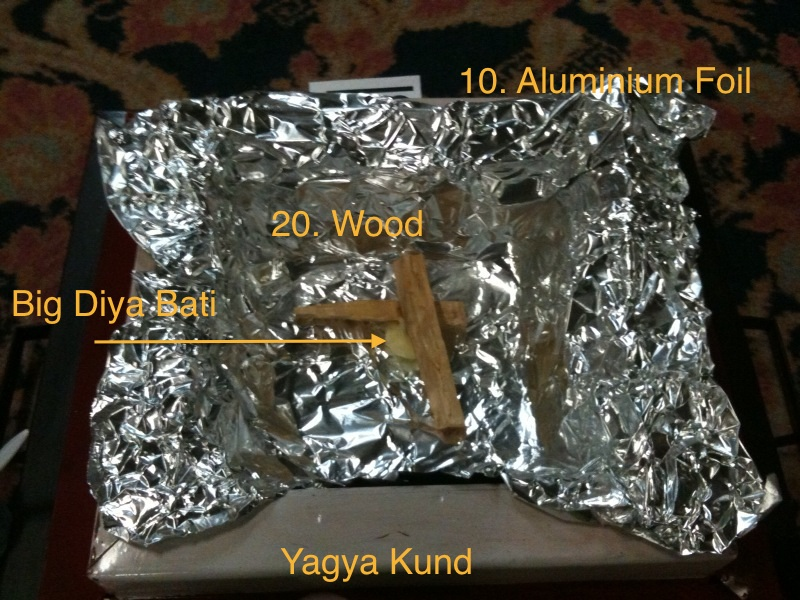 10. Aluminium Foil
20. Wood
Big Diya Bati
Yagya Kund